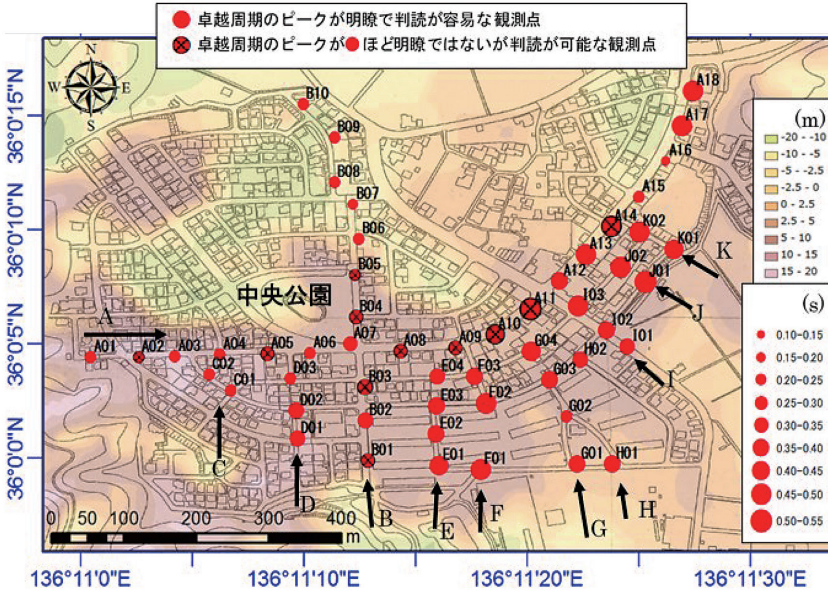 卓越周期のピークが明瞭で判読が容易な観測点
卓越周期のピークが ほど明瞭ではないが判読が可能な観測点
N
W E
S
36°0'15"N
36°0'10"N
36°0'5"N
36°0'0"N
136°11'0"E
136°11'10"E
136°11'20"E
136°11'30"E
B10
B09
B08
B07
B06
B05
B04
中央公園
A18
A17
A16
A15
A14
K02
K01
K
A13
J02
J01
J
A12
A11
I03
I02
I01
I
A
A01
A02
A03
A04
A05
A06
A07
A08
A09
A10
G04
H02
C02
C01
D03
B03
E04
F03
G03
D02
B02
E03
F02
G02
D01
E02
B01
E01
F01
G01
H01
C
D
B
E
F
G
H
0 50 100 200 300 400
m
(m)
-20 - -10
-10 - -5
-5 - -2.5
-2.5 - 0
0 - 2.5
2.5 - 5
5 - 10
10 - 15
15 - 20
(s)
0.10-0.15
0.15-0.20
0.20-0.25
0.25-0.30
0.30-0.35
0.35-0.40
0.40-0.45
0.45-0.50
0.50-0.55